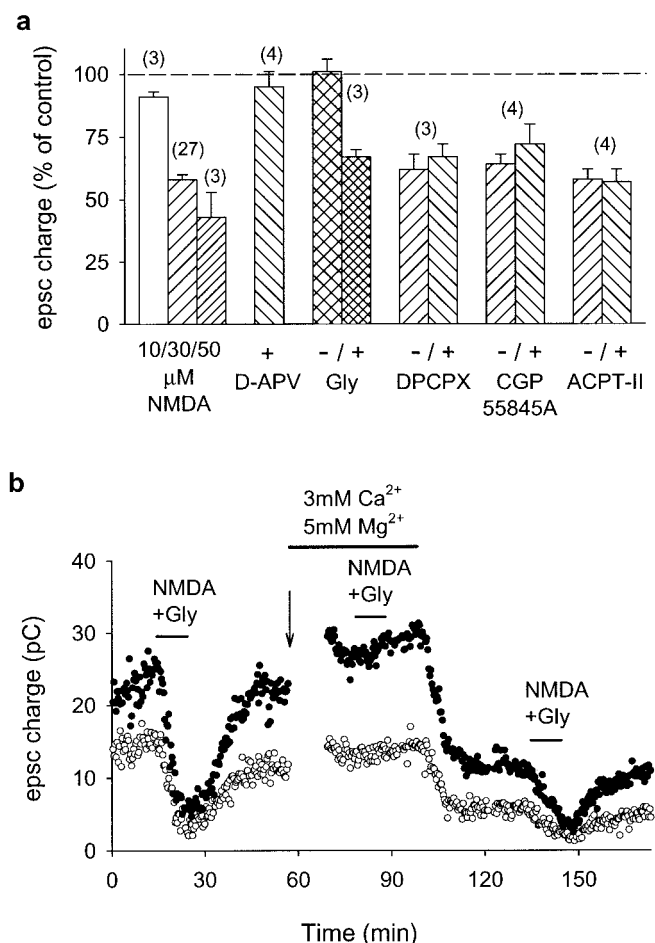 a
epsc charge (% of control)
100
75
50
25
0
(3)
(27)
(3)
(4)
(3)
(3)
(4)
(4)
10/30/50
µM
NMDA
+
D-APV
- / +
Gly
- / +
DPCPX
- / +
CGP
55845A
- / +
ACPT-II
b
3mM Ca²⁺
5mM Mg²⁺
NMDA
+Gly
NMDA
+Gly
NMDA
+Gly
epsc charge (pC)
40
30
20
10
0
0 30 60 90 120 150
Time (min)